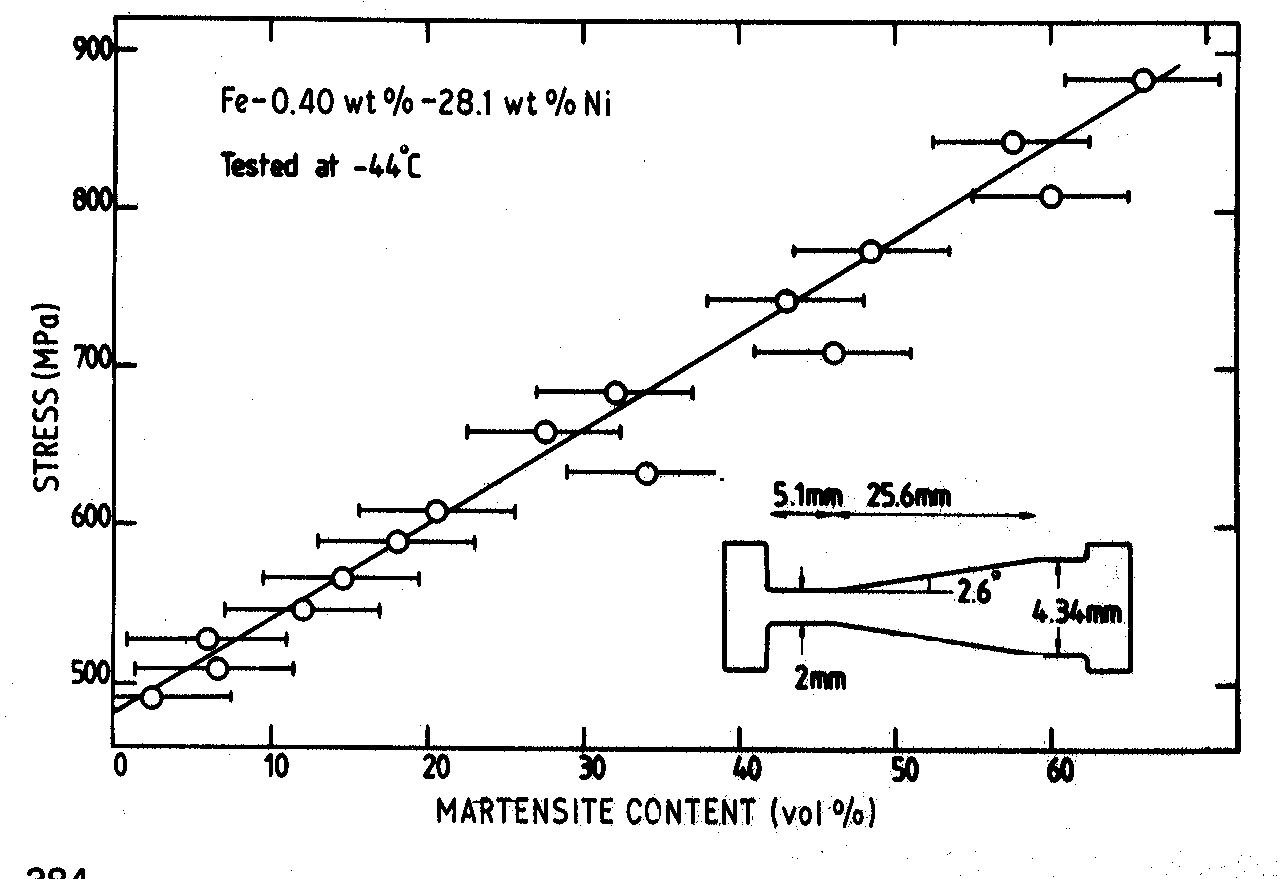 900
Fe-0.40 wt%-28.1 wt%Ni
Tested at -44°C
800
700
600
500
STRESS (MPa)
5.1mm 25.6mm
2.6°
4.34mm
2mm
0 10 20 30 40 50 60
MARTENSITE CONTENT (vol%)